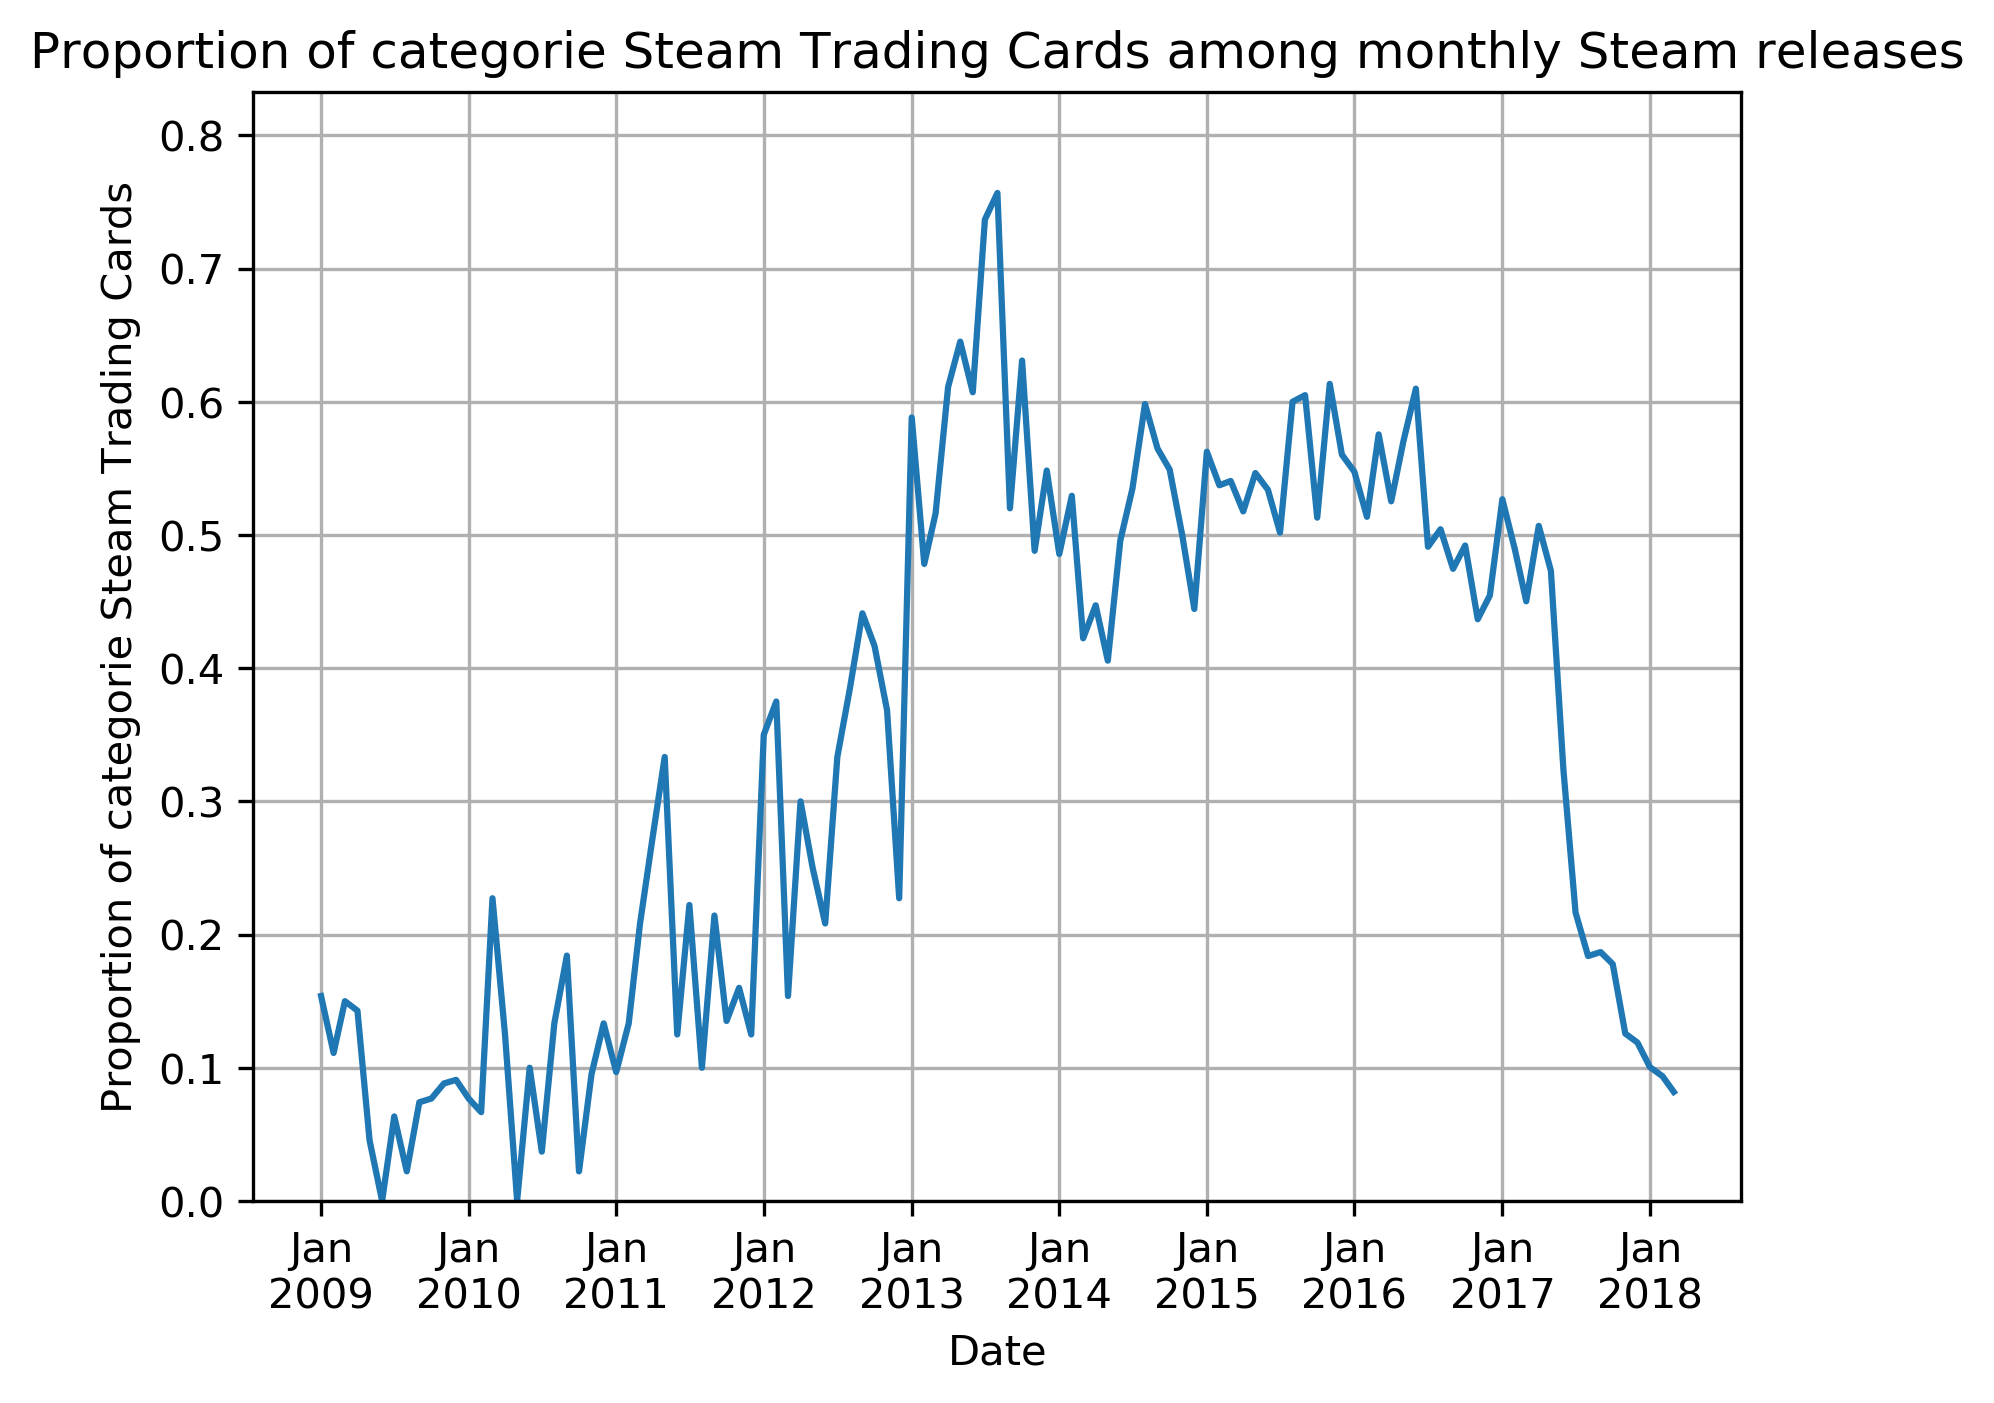 Proportion of categorie Steam Trading Cards among monthly Steam releases
Proportion of categorie Steam Trading Cards
0.8
0.7
0.6
0.5
0.4
0.3
0.2
0.1
0.0
Jan Jan Jan Jan Jan Jan Jan Jan Jan Jan
2009 2010 2011 2012 2013 2014 2015 2016 2017 2018
Date